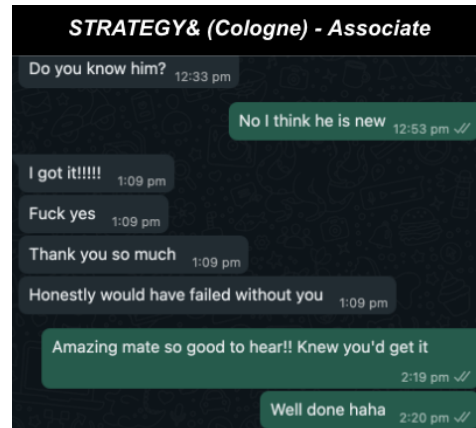 STRATEGY& (Cologne) - Associate
Do you know him? 12:33 pm
No I think he is new 12:53 pm
I got it!!!!! 1:09 pm
Fuck yes 1:09 pm
Thank you so much 1:09 pm
Honestly would have failed without you 1:09 pm
Amazing mate so good to hear!! Knew you'd get it
2:19 pm
Well done haha 2:20 pm